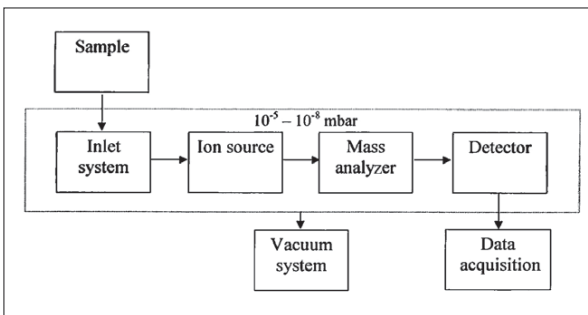 Sample
10⁻⁵ – 10⁻⁸ mbar
Inlet
system
Ion source
Mass
analyzer
Detector
Vacuum
system
Data
acquisition